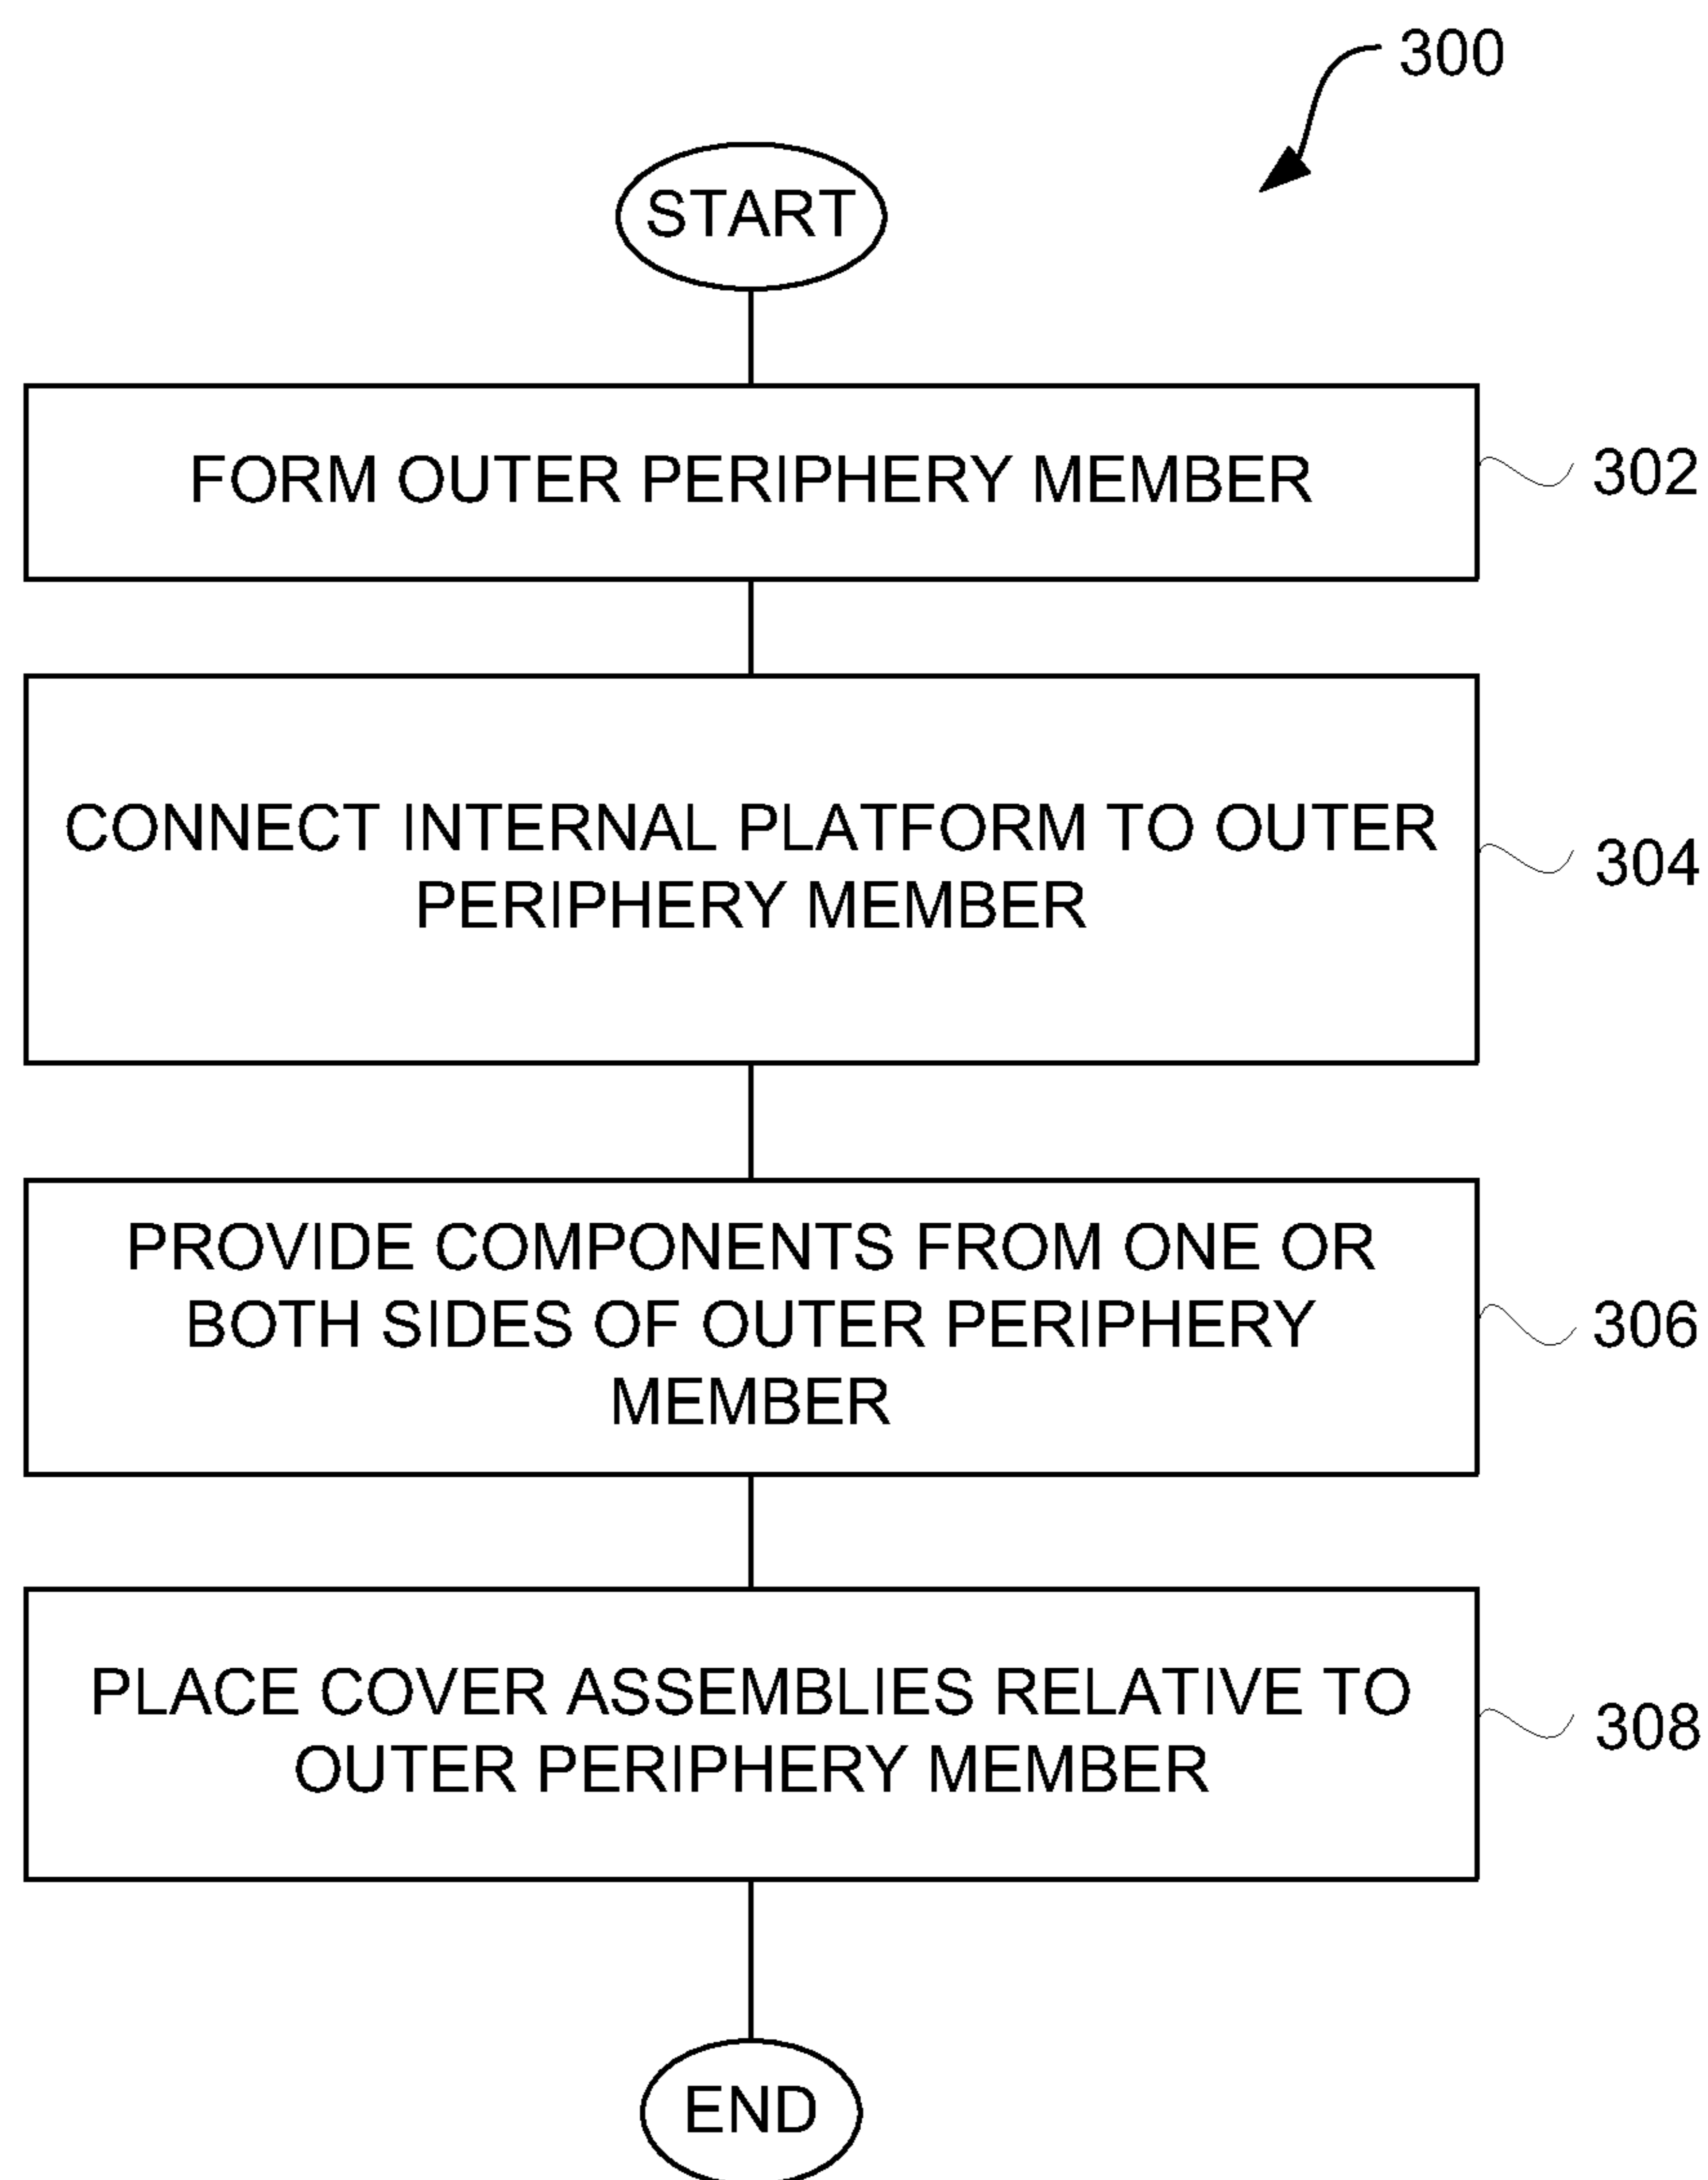 300
START
FORM OUTER PERIPHERY MEMBER
302
CONNECT INTERNAL PLATFORM TO OUTER
PERIPHERY MEMBER
304
PROVIDE COMPONENTS FROM ONE OR
BOTH SIDES OF OUTER PERIPHERY
MEMBER
306
PLACE COVER ASSEMBLIES RELATIVE TO
OUTER PERIPHERY MEMBER
308
END